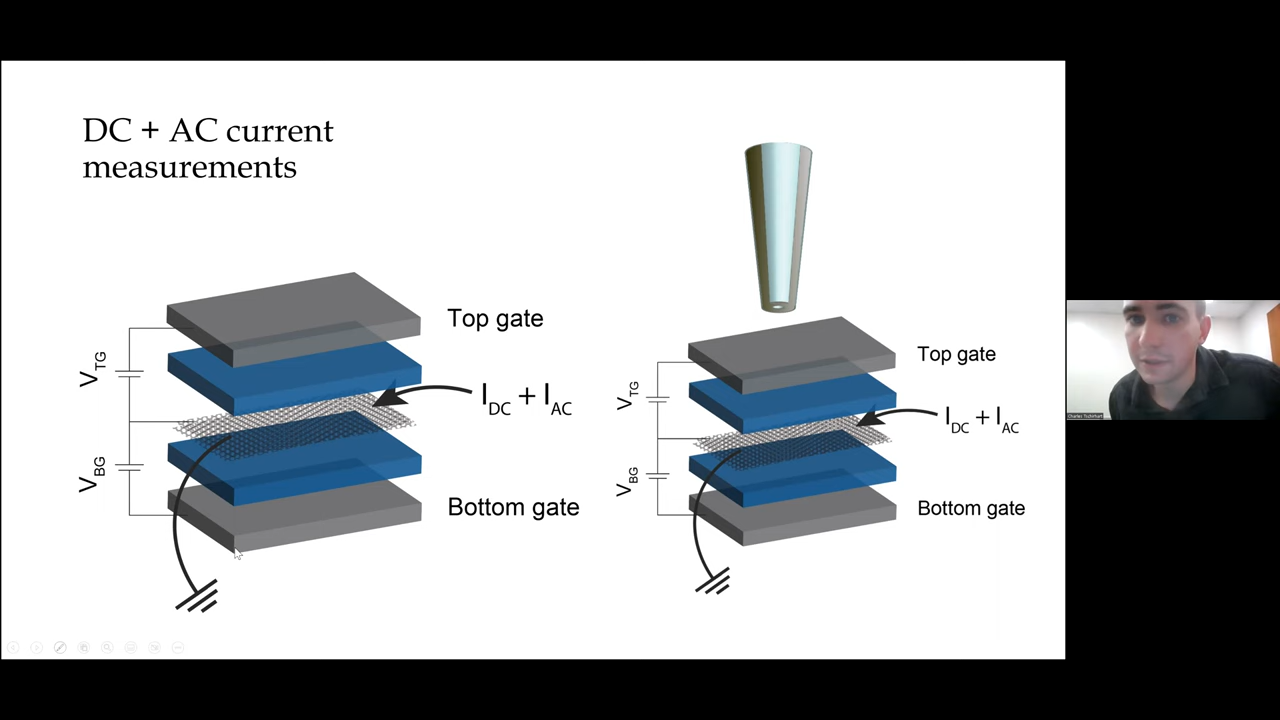 DC + AC current
measurements
Top gate
V_TG
I_DC + I_AC
V_BG
Bottom gate
Top gate
V_TG
I_DC + I_AC
V_BG
Bottom gate